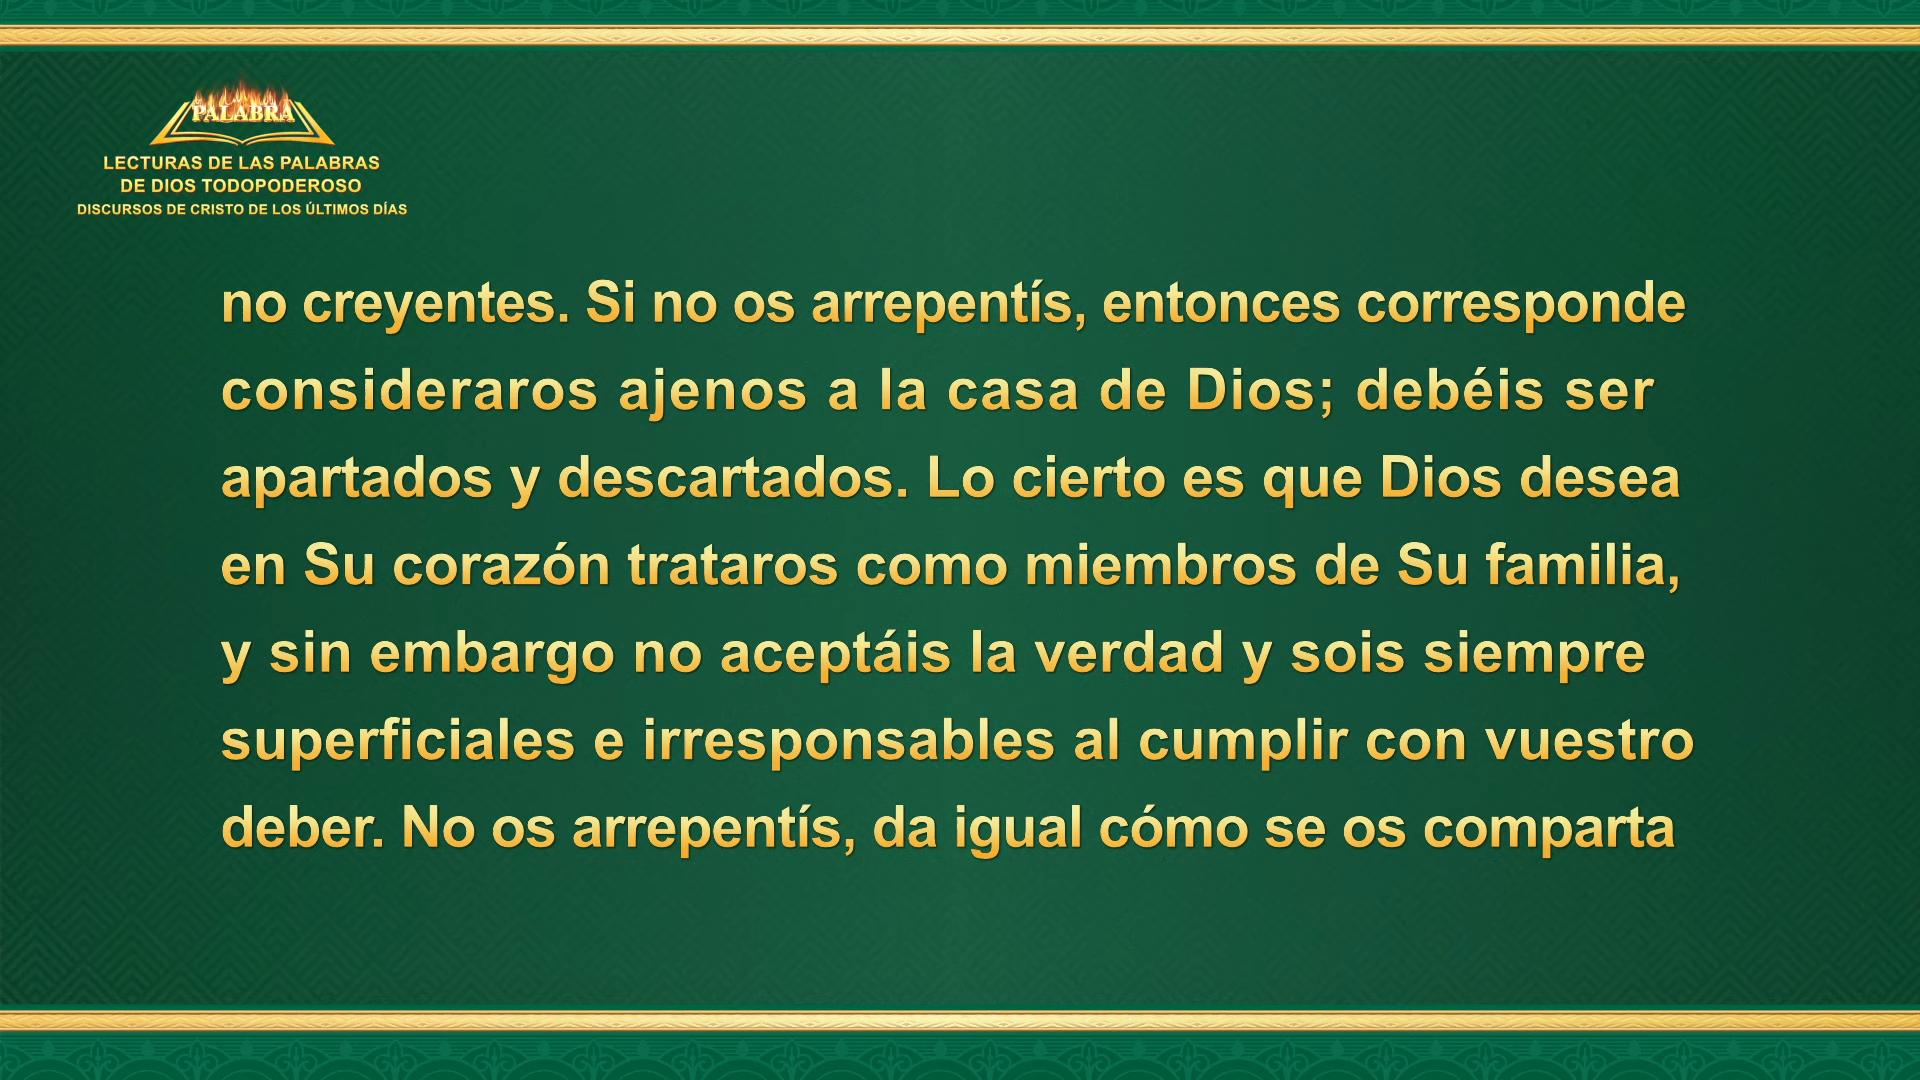 PALABRA
LECTURAS DE LAS PALABRAS
DE DIOS TODOPODEROSO
DISCURSOS DE CRISTO DE LOS ÚLTIMOS DÍAS
no creyentes. Si no os arrepentís, entonces corresponde
consideraros ajenos a la casa de Dios; debéis ser
apartados y descartados. Lo cierto es que Dios desea
en Su corazón trataros como miembros de Su familia,
y sin embargo no aceptáis la verdad y sois siempre
superficiales e irresponsables al cumplir con vuestro
deber. No os arrepentís, da igual cómo se os comparta